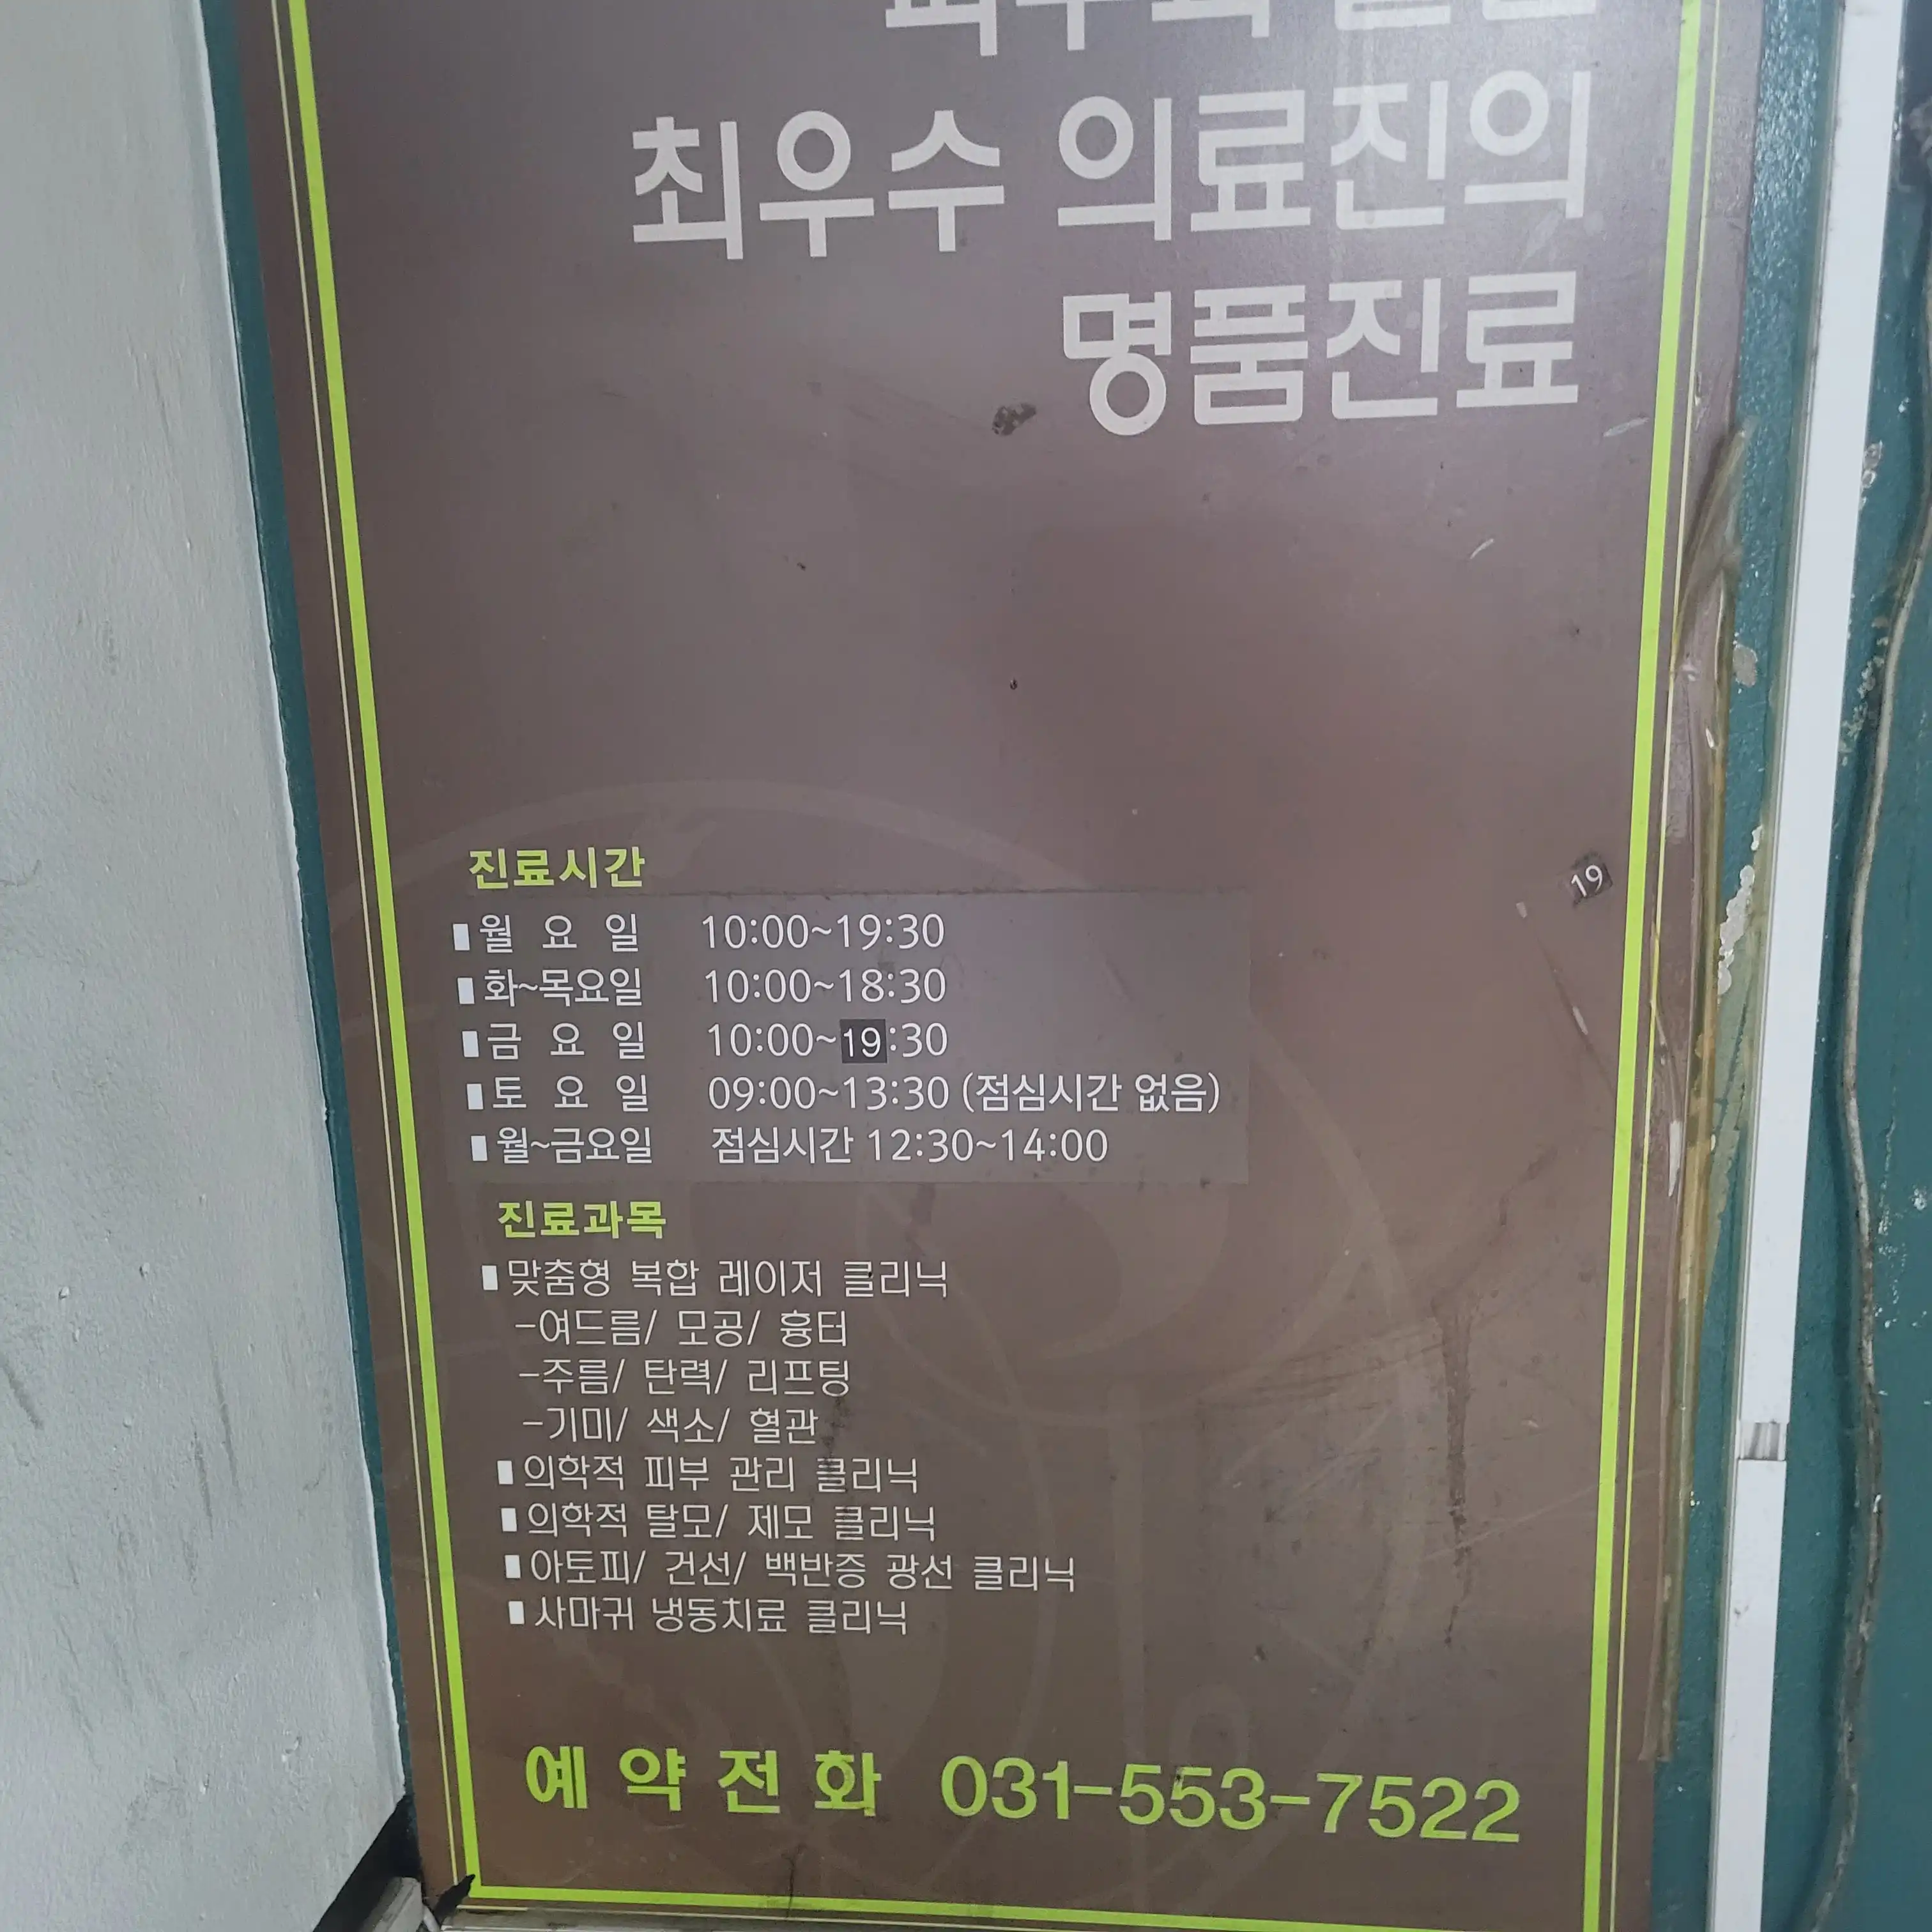 최우수 의료진의
명품진료
19
진료시간
월 요 일 10:00~19:30
화~목요일 10:00~18:30
금 요 일 10:00~19:30
토 요 일 09:00~13:30 (점심시간 없음)
월~금요일 점심시간 12:30~14:00
진료과목
맞춤형 복합 레이저 클리닉
-여드름/ 모공/ 흉터
-주름/ 탄력/ 리프팅
-기미/ 색소/ 혈관
의학적 피부 관리 클리닉
의학적 탈모/ 제모 클리닉
아토피/ 건선/ 백반증 광선 클리닉
사마귀 냉동치료 클리닉
예 약 전 화 031-553-7522